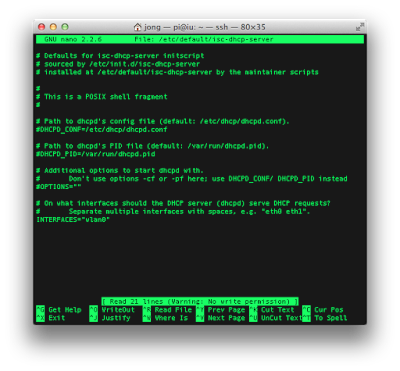 jong — pi@iu: ~ — ssh — 80×35
GNU nano 2.2.6 File: /etc/default/isc-dhcp-server
# Defaults for isc-dhcp-server initscript
# sourced by /etc/init.d/isc-dhcp-server
# installed at /etc/default/isc-dhcp-server by the maintainer scripts
#
# This is a POSIX shell fragment
#
# Path to dhcpd's config file (default: /etc/dhcp/dhcpd.conf).
#DHCPD_CONF=/etc/dhcp/dhcpd.conf
# Path to dhcpd's PID file (default: /var/run/dhcpd.pid).
#DHCPD_PID=/var/run/dhcpd.pid
# Additional options to start dhcpd with.
# Don't use options -cf or -pf here; use DHCPD_CONF/ DHCPD_PID instead
#OPTIONS=""
# On what interfaces should the DHCP server (dhcpd) serve DHCP requests?
# Separate multiple interfaces with spaces, e.g. "eth0 eth1".
INTERFACES="wlan0"
[ Read 21 lines (Warning: No write permission) ]
^G Get Help ^O WriteOut ^R Read File ^Y Prev Page ^K Cut Text ^C Cur Pos
^X Exit ^J Justify ^W Where Is ^V Next Page ^U UnCut Text ^T To Spell